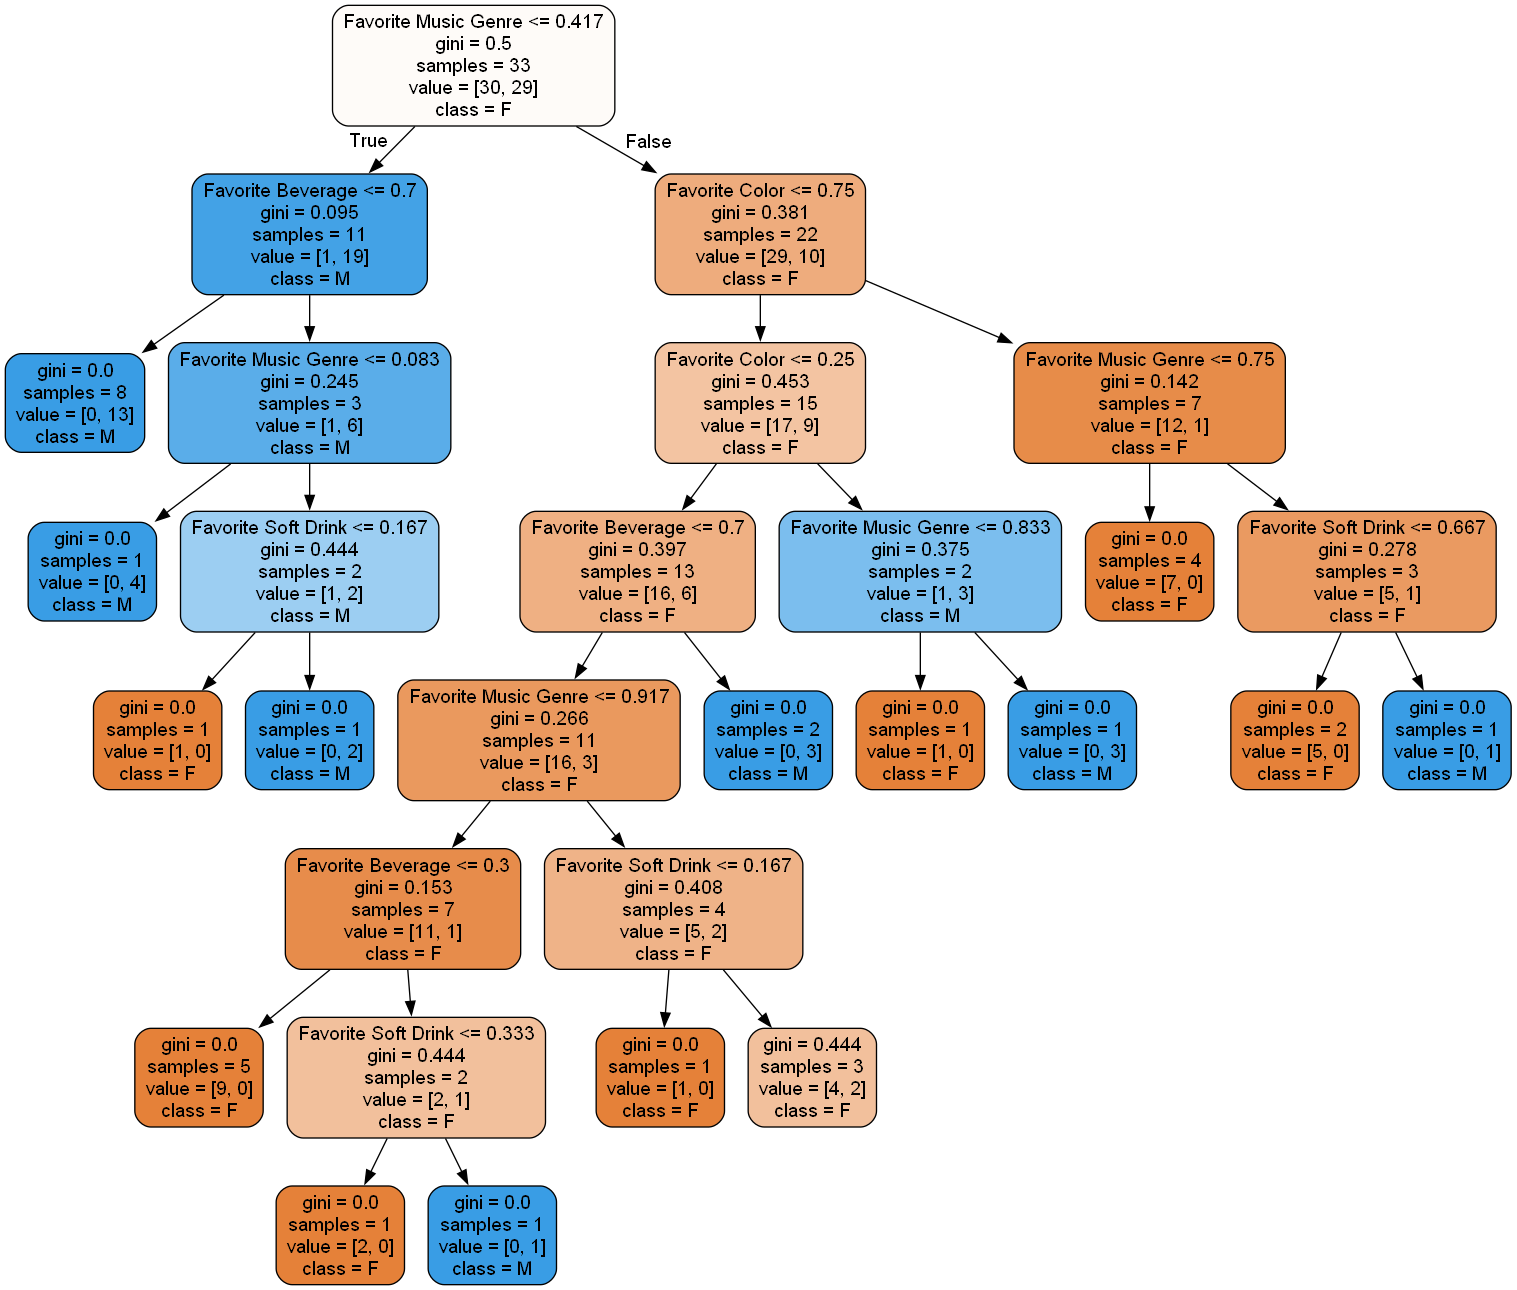 Favorite Music Genre <= 0.417
gini = 0.5
samples = 33
value = [30, 29]
class = F
True
False
Favorite Beverage <= 0.7
gini = 0.095
samples = 11
value = [1, 19]
class = M
Favorite Color <= 0.75
gini = 0.381
samples = 22
value = [29, 10]
class = F
gini = 0.0
samples = 8
value = [0, 13]
class = M
Favorite Music Genre <= 0.083
gini = 0.245
samples = 3
value = [1, 6]
class = M
Favorite Color <= 0.25
gini = 0.453
samples = 15
value = [17, 9]
class = F
Favorite Music Genre <= 0.75
gini = 0.142
samples = 7
value = [12, 1]
class = F
gini = 0.0
samples = 1
value = [0, 4]
class = M
Favorite Soft Drink <= 0.167
gini = 0.444
samples = 2
value = [1, 2]
class = M
Favorite Beverage <= 0.7
gini = 0.397
samples = 13
value = [16, 6]
class = F
Favorite Music Genre <= 0.833
gini = 0.375
samples = 2
value = [1, 3]
class = M
gini = 0.0
samples = 4
value = [7, 0]
class = F
Favorite Soft Drink <= 0.667
gini = 0.278
samples = 3
value = [5, 1]
class = F
gini = 0.0
samples = 1
value = [1, 0]
class = F
gini = 0.0
samples = 1
value = [0, 2]
class = M
Favorite Music Genre <= 0.917
gini = 0.266
samples = 11
value = [16, 3]
class = F
gini = 0.0
samples = 2
value = [0, 3]
class = M
gini = 0.0
samples = 1
value = [1, 0]
class = F
gini = 0.0
samples = 1
value = [0, 3]
class = M
gini = 0.0
samples = 2
value = [5, 0]
class = F
gini = 0.0
samples = 1
value = [0, 1]
class = M
Favorite Beverage <= 0.3
gini = 0.153
samples = 7
value = [11, 1]
class = F
Favorite Soft Drink <= 0.167
gini = 0.408
samples = 4
value = [5, 2]
class = F
gini = 0.0
samples = 5
value = [9, 0]
class = F
Favorite Soft Drink <= 0.333
gini = 0.444
samples = 2
value = [2, 1]
class = F
gini = 0.0
samples = 1
value = [1, 0]
class = F
gini = 0.444
samples = 3
value = [4, 2]
class = F
gini = 0.0
samples = 1
value = [2, 0]
class = F
gini = 0.0
samples = 1
value = [0, 1]
class = M